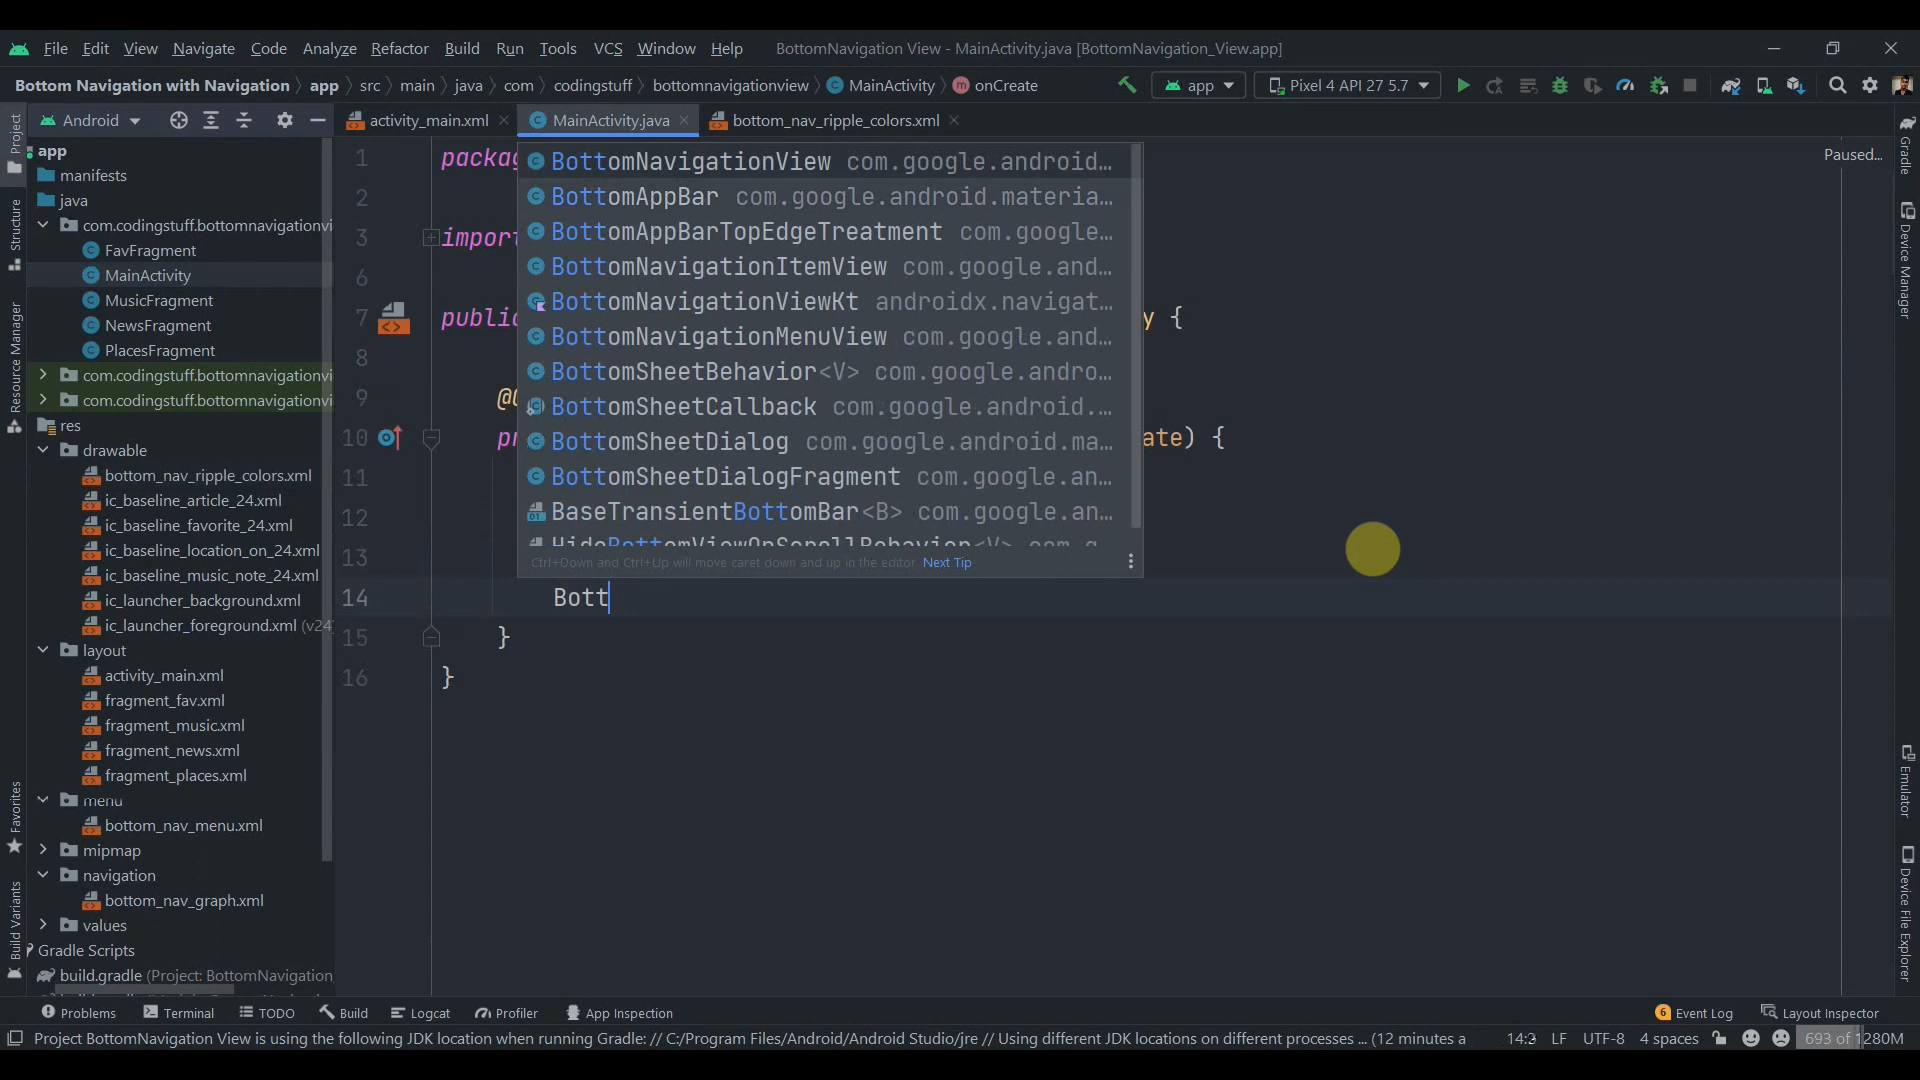 File Edit View Navigate Code Analyze Refactor Build Run Tools VCS Window Help BottomNavigation View - MainActivity.java [BottomNavigation_View.app]
Bottom Navigation with Navigation app src main java com codingstuff bottomnavigationview MainActivity onCreate app Pixel 4 API 27 5.7
Android
activity_main.xml MainActivity.java bottom_nav_ripple_colors.xml
Project
Structure
Resource Manager
Favorites
Build Variants
app
manifests
java
com.codingstuff.bottomnavigationvi
FavFragment
MainActivity
MusicFragment
NewsFragment
PlacesFragment
com.codingstuff.bottomnavigationvi
com.codingstuff.bottomnavigationvi
res
drawable
bottom_nav_ripple_colors.xml
ic_baseline_article_24.xml
ic_baseline_favorite_24.xml
ic_baseline_location_on_24.xml
ic_baseline_music_note_24.xml
ic_launcher_background.xml
ic_launcher_foreground.xml (v24
layout
activity_main.xml
fragment_fav.xml
fragment_music.xml
fragment_news.xml
fragment_places.xml
menu
bottom_nav_menu.xml
mipmap
navigation
bottom_nav_graph.xml
values
Gradle Scripts
build.gradle (Project: BottomNavigation
1 packag
2
3 import
6
7 public y {
8
9 @O
10 pr ate) {
11
12
13
14 Bott
15 }
16 }
BottomNavigationView com.google.android...
BottomAppBar com.google.android.materia...
BottomAppBarTopEdgeTreatment com.google...
BottomNavigationItemView com.google.and...
BottomNavigationViewKt androidx.navigat...
BottomNavigationMenuView com.google.and...
BottomSheetBehavior<V> com.google.andro...
BottomSheetCallback com.google.android....
BottomSheetDialog com.google.android.ma...
BottomSheetDialogFragment com.google.an...
BaseTransientBottomBar<B> com.google.an...
HideBottomViewOnScrollBehavior<V> com.g
Ctrl+Down and Ctrl+Up will move caret down and up in the editor Next Tip
Paused...
Gradle
Device Manager
Emulator
Device File Explorer
Problems Terminal TODO Build Logcat Profiler App Inspection 6 Event Log Layout Inspector
Project BottomNavigation View is using the following JDK location when running Gradle: // C:/Program Files/Android/Android Studio/jre // Using different JDK locations on different processes ... (12 minutes a LF UTF-8 4 spaces 693 of 1280M